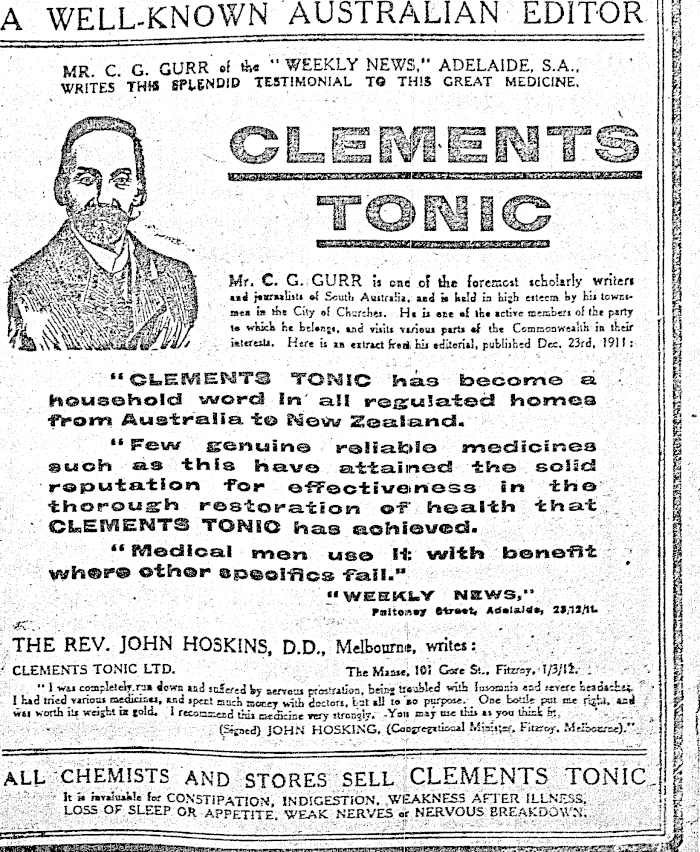 A WELL-KNOWN AUSTRALIAN EDITOR
MR. C. G. GURR of the "WEEKLY NEWS," ADELAIDE, S.A.,
WRITES THIS SPLENDID TESTIMONIAL TO THIS GREAT MEDICINE.
CLEMENTS
TONIC
Mr. C. G. GURR is one of the foremost scholarly writers
and journalists of South Australia, and is held in high esteem by his towns-
men in the City of Churches. He is one of the active members of the party
to which he belongs, and visits various parts of the Commonwealth in their
interests. Here is an extract from his editorial, published Dec. 23rd, 1911:
"CLEMENTS TONIC has become a
household word in all regulated homes
from Australia to New Zealand.
"Few genuine reliable medicines
such as this have attained the solid
reputation for effectiveness in the
thorough restoration of health that
CLEMENTS TONIC has achieved.
"Medical men use it with benefit
where other specifics fail."
"WEEKLY NEWS,"
Pulteney Street, Adelaide, 23/12/11.
THE REV. JOHN HOSKINS, D.D., Melbourne, writes:
CLEMENTS TONIC LTD. The Manse, 101 Gore St., Fitzroy, 1/3/12.
"I was completely run down and suffered by nervous prostration, being troubled with Insomnia and severe headaches.
I had tried various medicines, and spent much money with doctors, but all to no purpose. One bottle put me right, and
was worth its weight in gold. I recommend this medicine very strongly. You may use this as you think fit.
(Signed) JOHN HOSKING, (Congregational Minister, Fitzroy, Melbourne)."
ALL CHEMISTS AND STORES SELL CLEMENTS TONIC
It is invaluable for CONSTIPATION, INDIGESTION, WEAKNESS AFTER ILLNESS,
LOSS OF SLEEP OR APPETITE, WEAK NERVES or NERVOUS BREAKDOWN.